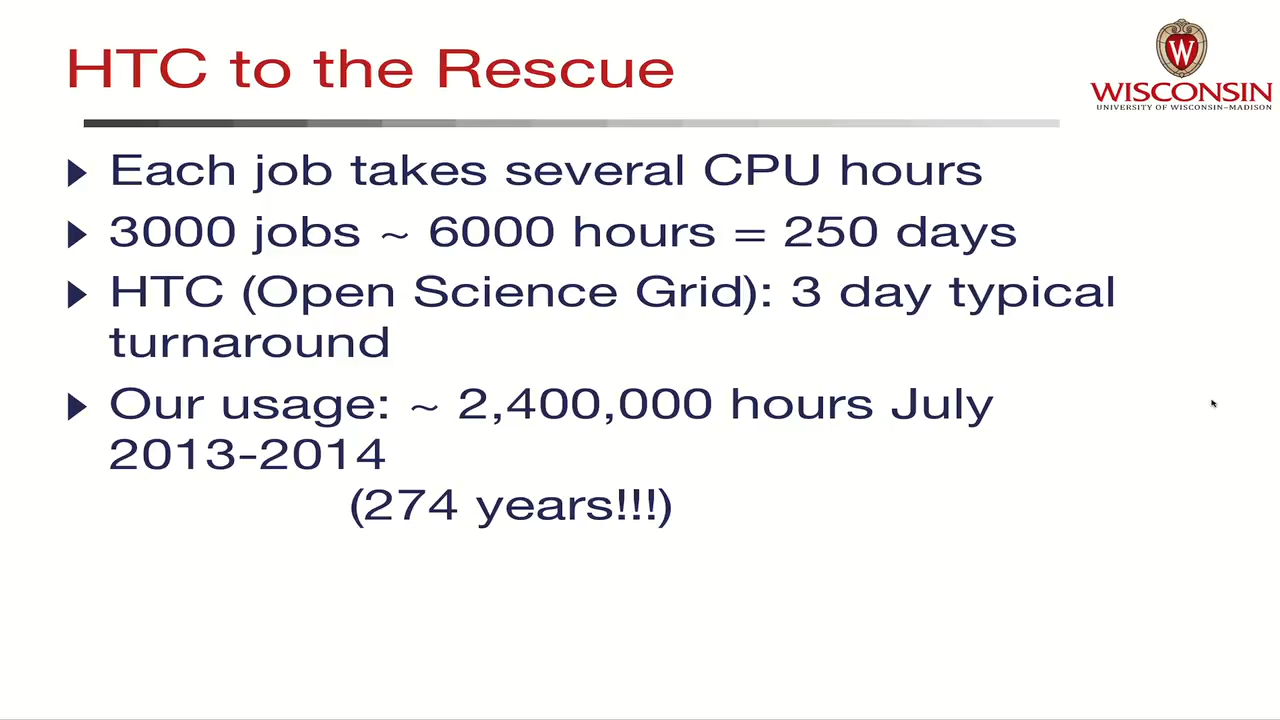 HTC to the Rescue
W
WISCONSIN
UNIVERSITY OF WISCONSIN–MADISON
Each job takes several CPU hours
3000 jobs ~ 6000 hours = 250 days
HTC (Open Science Grid): 3 day typical
turnaround
Our usage: ~ 2,400,000 hours July
2013-2014
(274 years!!!)